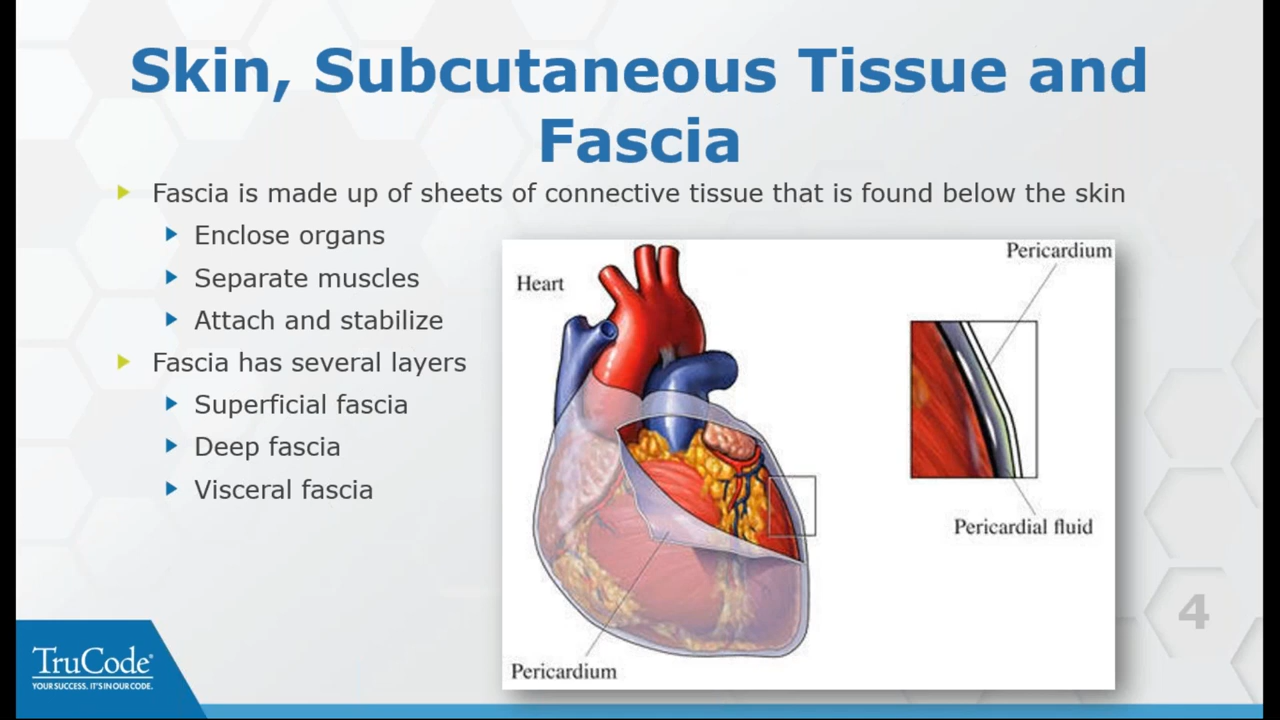 Skin, Subcutaneous Tissue and
Fascia
Fascia is made up of sheets of connective tissue that is found below the skin
Enclose organs
Separate muscles
Attach and stabilize
Fascia has several layers
Superficial fascia
Deep fascia
Visceral fascia
Heart
Pericardium
Pericardial fluid
Pericardium
4
TruCode®
YOUR SUCCESS. IT'S IN OUR CODE.